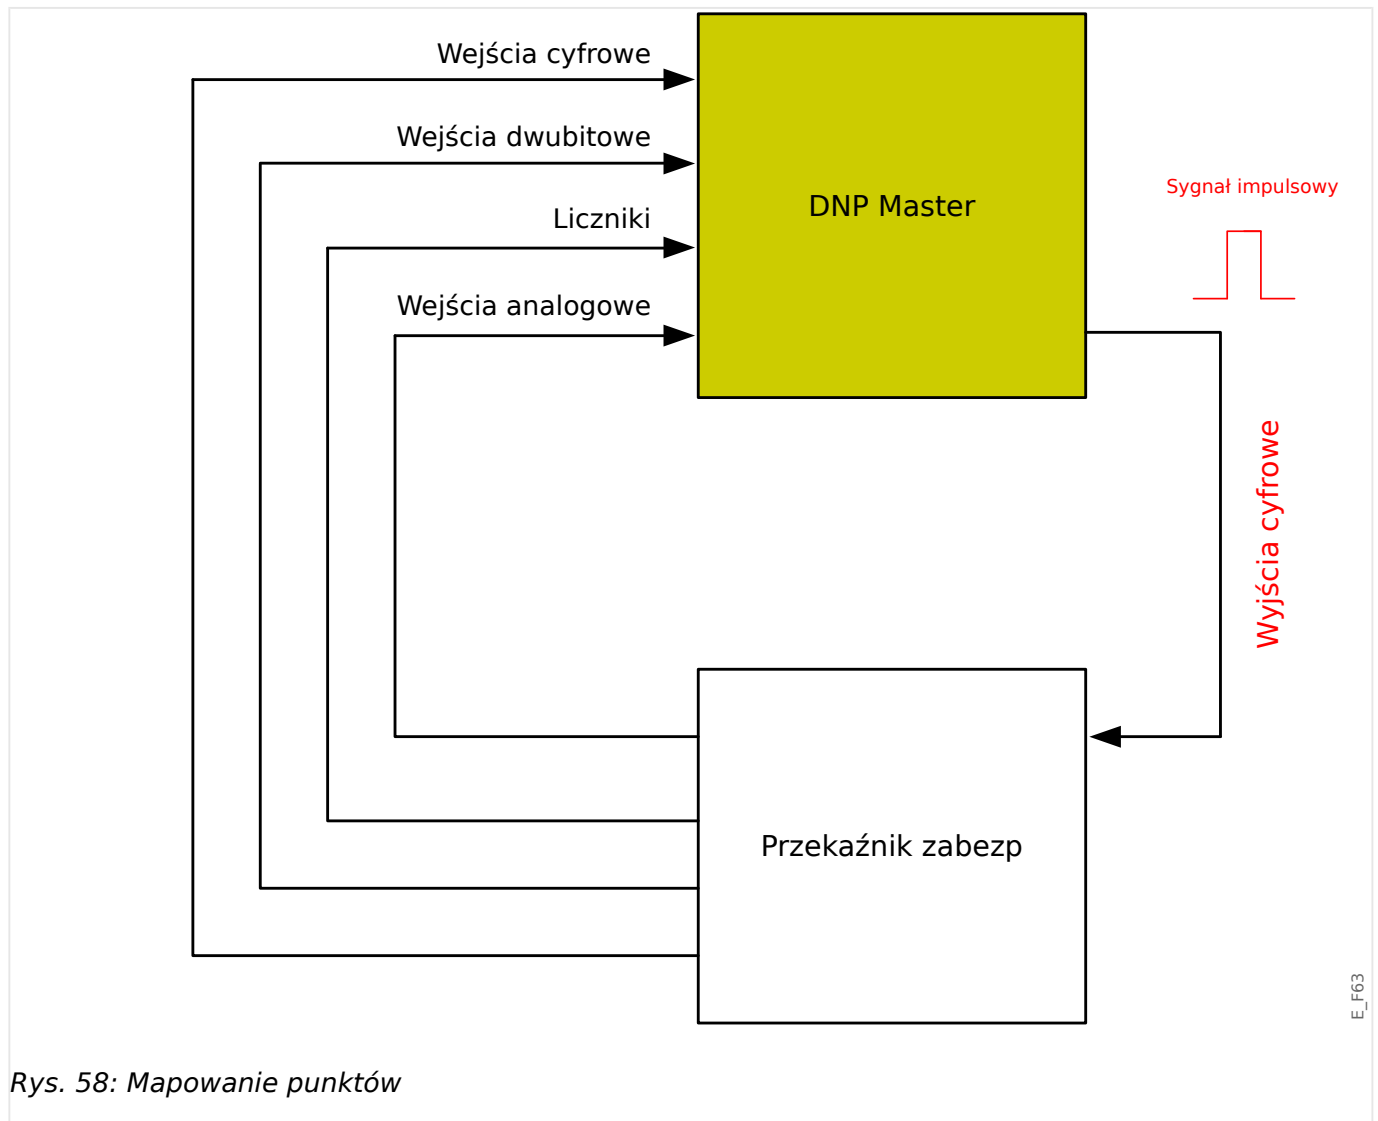 Wejścia cyfrowe
Wejścia dwubitowe
Liczniki
Wejścia analogowe
DNP Master
Sygnał impulsowy
Wyjścia cyfrowe
Przekaźnik zabezp
E_F63
Rys. 58: Mapowanie punktów